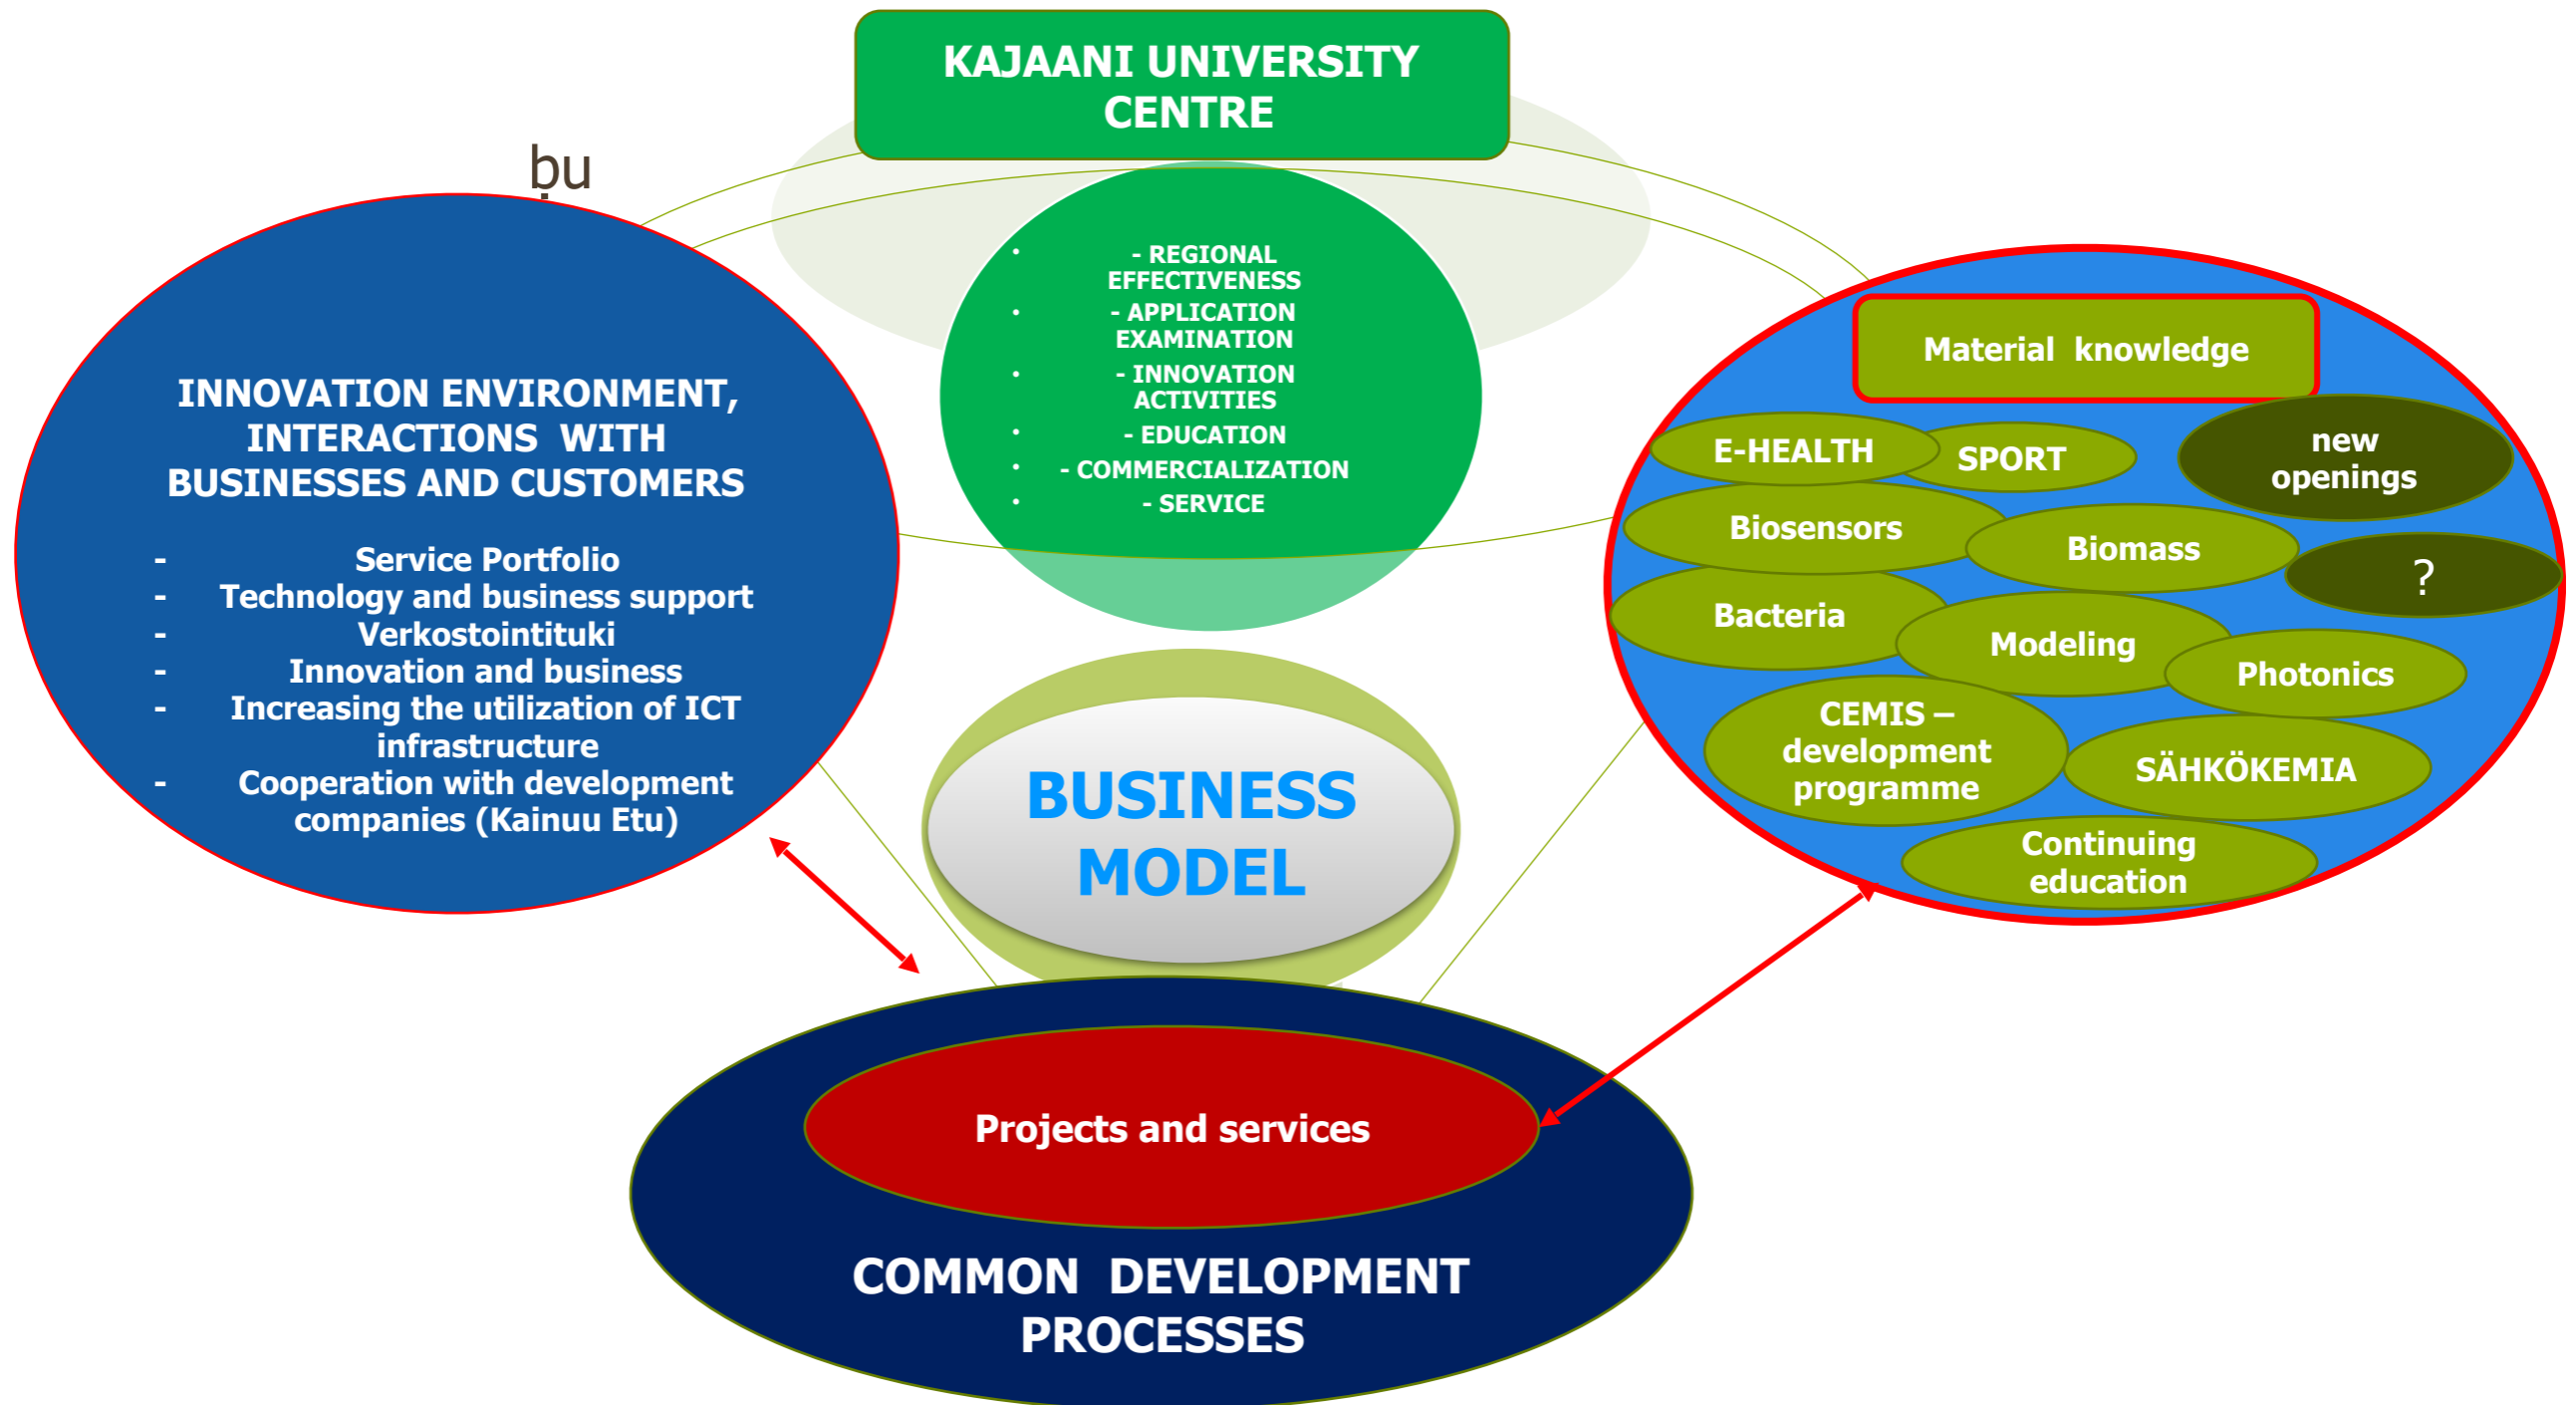 KAJAANI UNIVERSITY
CENTRE
bu
• - REGIONAL
EFFECTIVENESS
• - APPLICATION
EXAMINATION
• - INNOVATION
ACTIVITIES
• - EDUCATION
• - COMMERCIALIZATION
• - SERVICE
INNOVATION ENVIRONMENT,
INTERACTIONS WITH
BUSINESSES AND CUSTOMERS
- Service Portfolio
- Technology and business support
- Verkostointituki
- Innovation and business
- Increasing the utilization of ICT
infrastructure
- Cooperation with development
companies (Kainuu Etu)
Material knowledge
E-HEALTH
SPORT
new
openings
Biosensors
Biomass
?
Bacteria
Modeling
Photonics
CEMIS –
development
programme
SÄHKÖKEMIA
Continuing
education
BUSINESS
MODEL
Projects and services
COMMON DEVELOPMENT
PROCESSES